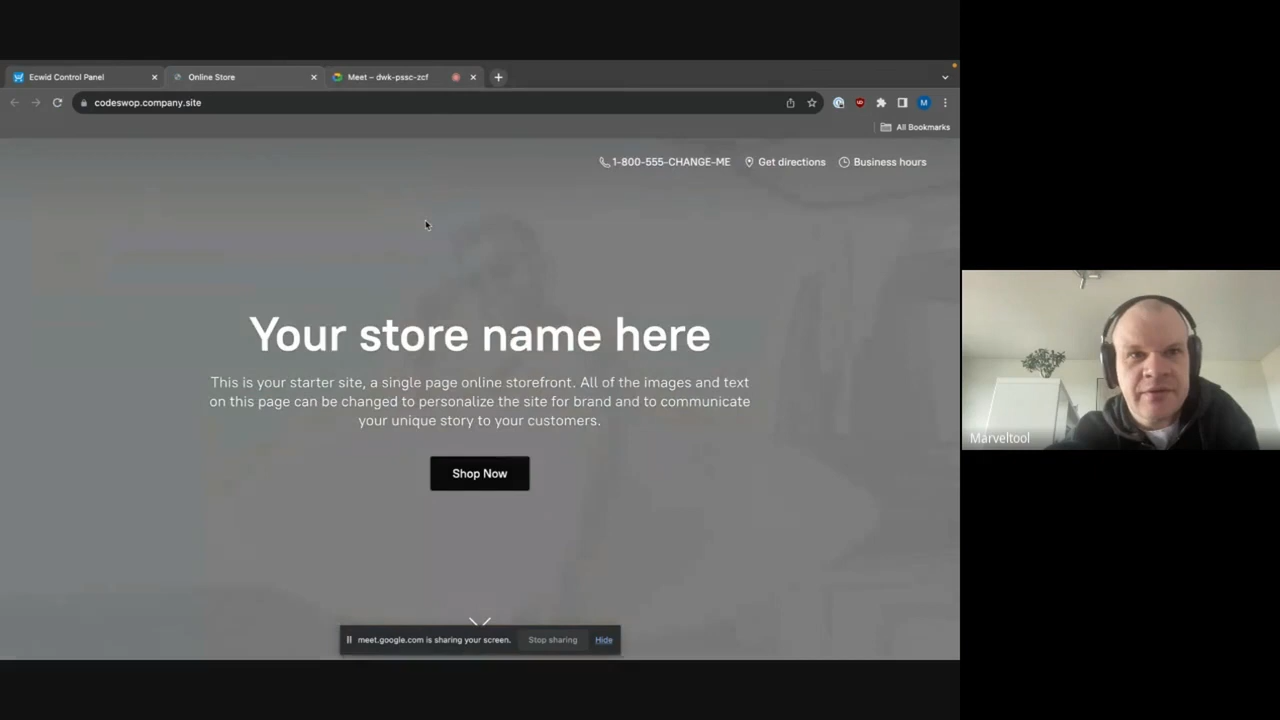 Ecwid Control Panel
Online Store
Meet – dwk-pssc-zcf
codeswop.company.site
M
All Bookmarks
1-800-555-CHANGE-ME
Get directions
Business hours
Your store name here
This is your starter site, a single page online storefront. All of the images and text
on this page can be changed to personalize the site for brand and to communicate
your unique story to your customers.
Shop Now
meet.google.com is sharing your screen.
Stop sharing
Hide
Marveltool